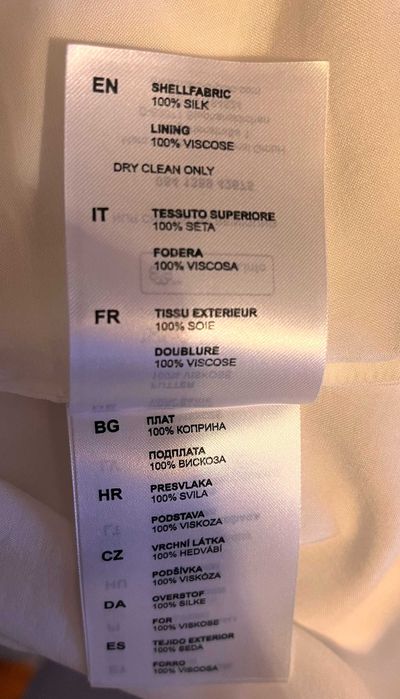 EN SHELLFABRIC
100% SILK
LINING
100% VISCOSE
DRY CLEAN ONLY
IT TESSUTO SUPERIORE
100% SETA
FODERA
100% VISCOSA
FR TISSU EXTERIEUR
100% SOIE
DOUBLURE
100% VISCOSE
BG ПЛАТ
100% КОПРИНА
ПОДПЛАТА
100% ВИСКОЗА
HR PRESVLAKA
100% SVILA
PODSTAVA
100% VISKOZA
CZ VRCHNÍ LÁTKA
100% HEDVÁBÍ
PODŠÍVKA
100% VISKÓZA
DA OVERSTOF
100% SILKE
FOR
100% VISKOSE
ES TEJIDO EXTERIOR
100% SEDA
FORRO
100% VISCOSA